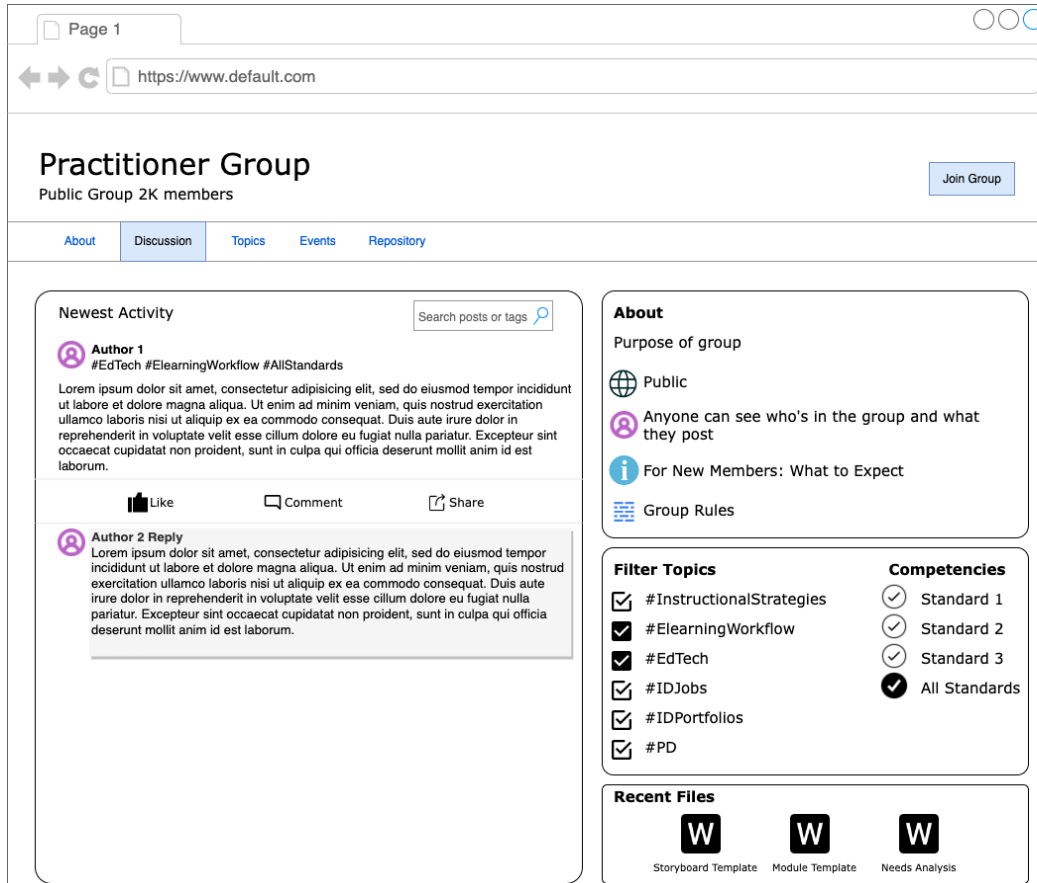 Page 1
https://www.default.com
Practitioner Group
Public Group 2K members
Join Group
About
Discussion
Topics
Events
Repository
Newest Activity
Search posts or tags
Author 1
#EdTech #ElearningWorkflow #AllStandards
Lorem ipsum dolor sit amet, consectetur adipisicing elit, sed do eiusmod tempor incididunt
ut labore et dolore magna aliqua. Ut enim ad minim veniam, quis nostrud exercitation
ullamco laboris nisi ut aliquip ex ea commodo consequat. Duis aute irure dolor in
reprehenderit in voluptate velit esse cillum dolore eu fugiat nulla pariatur. Excepteur sint
occaecat cupidatat non proident, sunt in culpa qui officia deserunt mollit anim id est
laborum.
Like
Comment
Share
Author 2 Reply
Lorem ipsum dolor sit amet, consectetur adipisicing elit, sed do eiusmod tempor
incididunt ut labore et dolore magna aliqua. Ut enim ad minim veniam, quis nostrud
exercitation ullamco laboris nisi ut aliquip ex ea commodo consequat. Duis aute
irure dolor in reprehenderit in voluptate velit esse cillum dolore eu fugiat nulla
pariatur. Excepteur sint occaecat cupidatat non proident, sunt in culpa qui officia
deserunt mollit anim id est laborum.
About
Purpose of group
Public
Anyone can see who's in the group and what
they post
For New Members: What to Expect
Group Rules
Filter Topics
#InstructionalStrategies
#ElearningWorkflow
#EdTech
#IDJobs
#IDPortfolios
#PD
Competencies
Standard 1
Standard 2
Standard 3
All Standards
Recent Files
W
Storyboard Template
W
Module Template
W
Needs Analysis